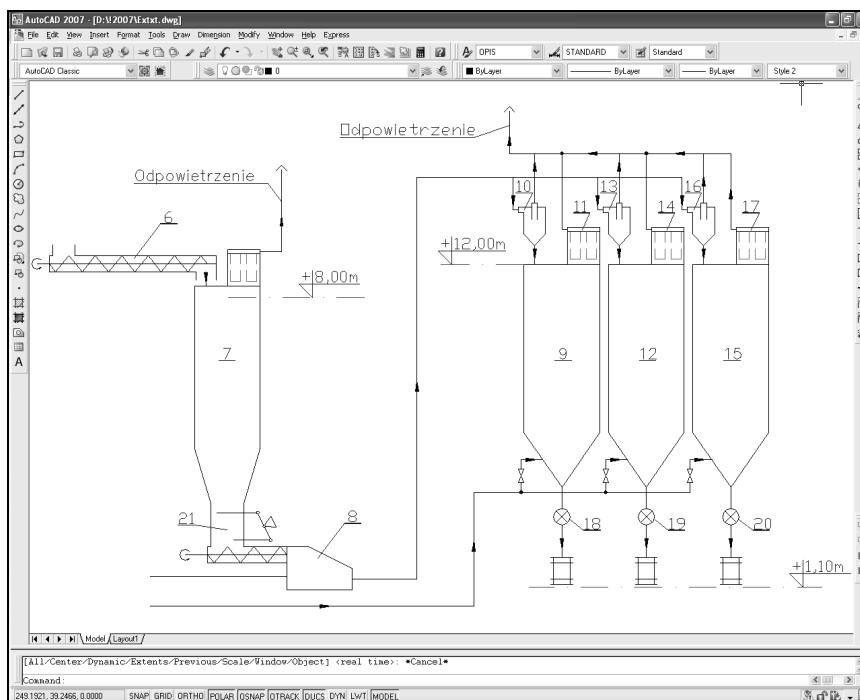 AutoCAD 2007 - [D:\!2007\Extxt.dwg]
File Edit View Insert Format Tools Draw Dimension Modify Window Help Express
OPIS STANDARD Standard
AutoCAD Classic 0 ByLayer ByLayer ByLayer Style 2
Odpowietrzenie
Odpowietrzenie
10 13 16
6 11 14 17
+12,00m
+8,00m
7 9 12 15
21 8 18 19 20
+1,10m
Model Layout1
[All/Center/Dynamic/Extents/Previous/Scale/Window/Object] <real time>: *Cancel*
Command:
249.1921, 39.2466, 0.0000 SNAP GRID ORTHO POLAR OSNAP OTRACK DUCS DYN LWT MODEL